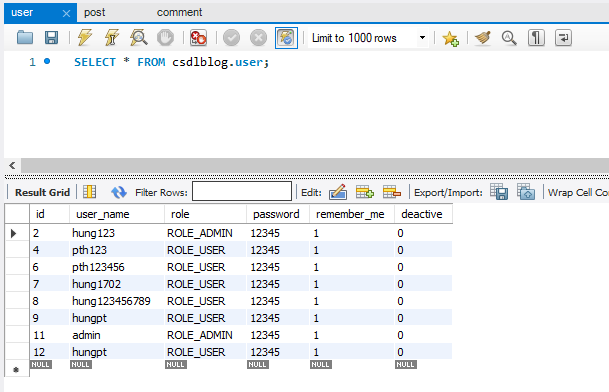 user post comment
Limit to 1000 rows
1 SELECT * FROM csdlblog.user;
Result Grid Filter Rows: Edit: Export/Import: Wrap Cell Co
id user_name role password remember_me deactive
2 hung123 ROLE_ADMIN 12345 1 0
4 pth123 ROLE_USER 12345 1 0
6 pth123456 ROLE_USER 12345 1 0
7 hung1702 ROLE_USER 12345 1 0
8 hung123456789 ROLE_USER 12345 1 0
9 hungpt ROLE_USER 12345 1 0
11 admin ROLE_ADMIN 12345 1 0
12 hungpt ROLE_USER 12345 1 0
NULL NULL NULL NULL NULL NULL